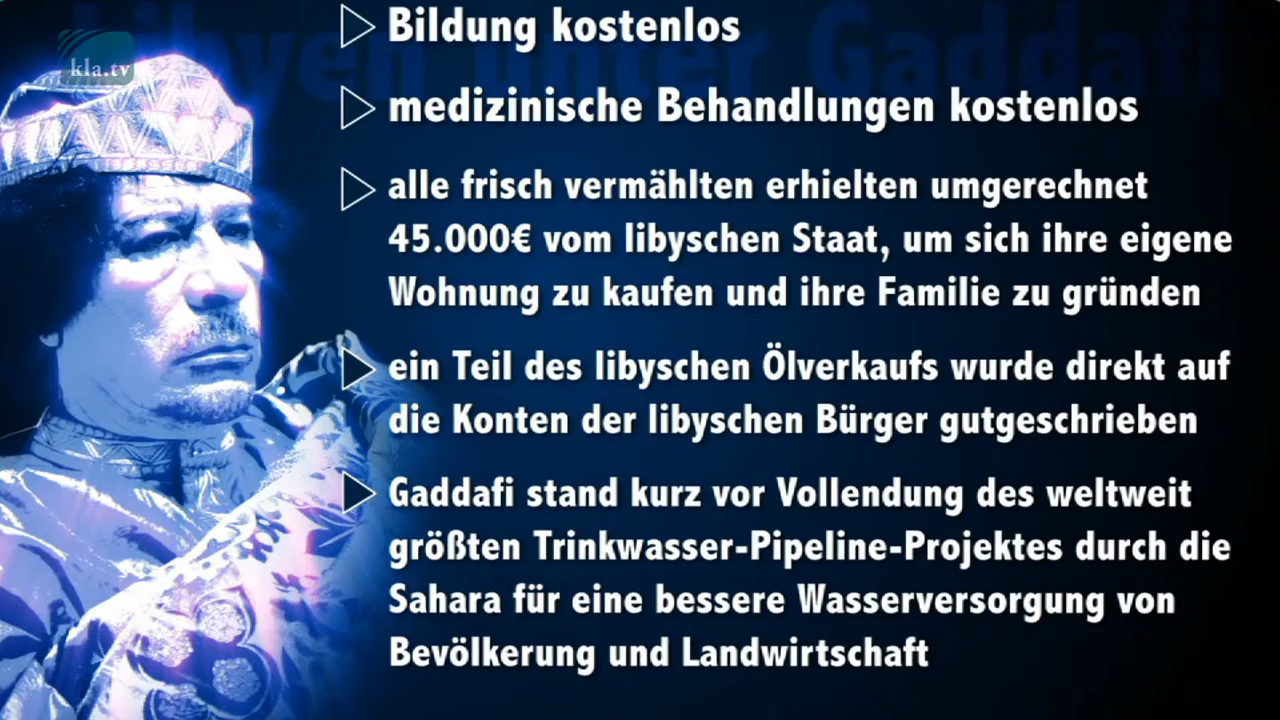 Libyen unter Gaddafi
kla.tv
Bildung kostenlos
medizinische Behandlungen kostenlos
alle frisch vermählten erhielten umgerechnet
45.000€ vom libyschen Staat, um sich ihre eigene
Wohnung zu kaufen und ihre Familie zu gründen
ein Teil des libyschen Ölverkaufs wurde direkt auf
die Konten der libyschen Bürger gutgeschrieben
Gaddafi stand kurz vor Vollendung des weltweit
größten Trinkwasser-Pipeline-Projektes durch die
Sahara für eine bessere Wasserversorgung von
Bevölkerung und Landwirtschaft